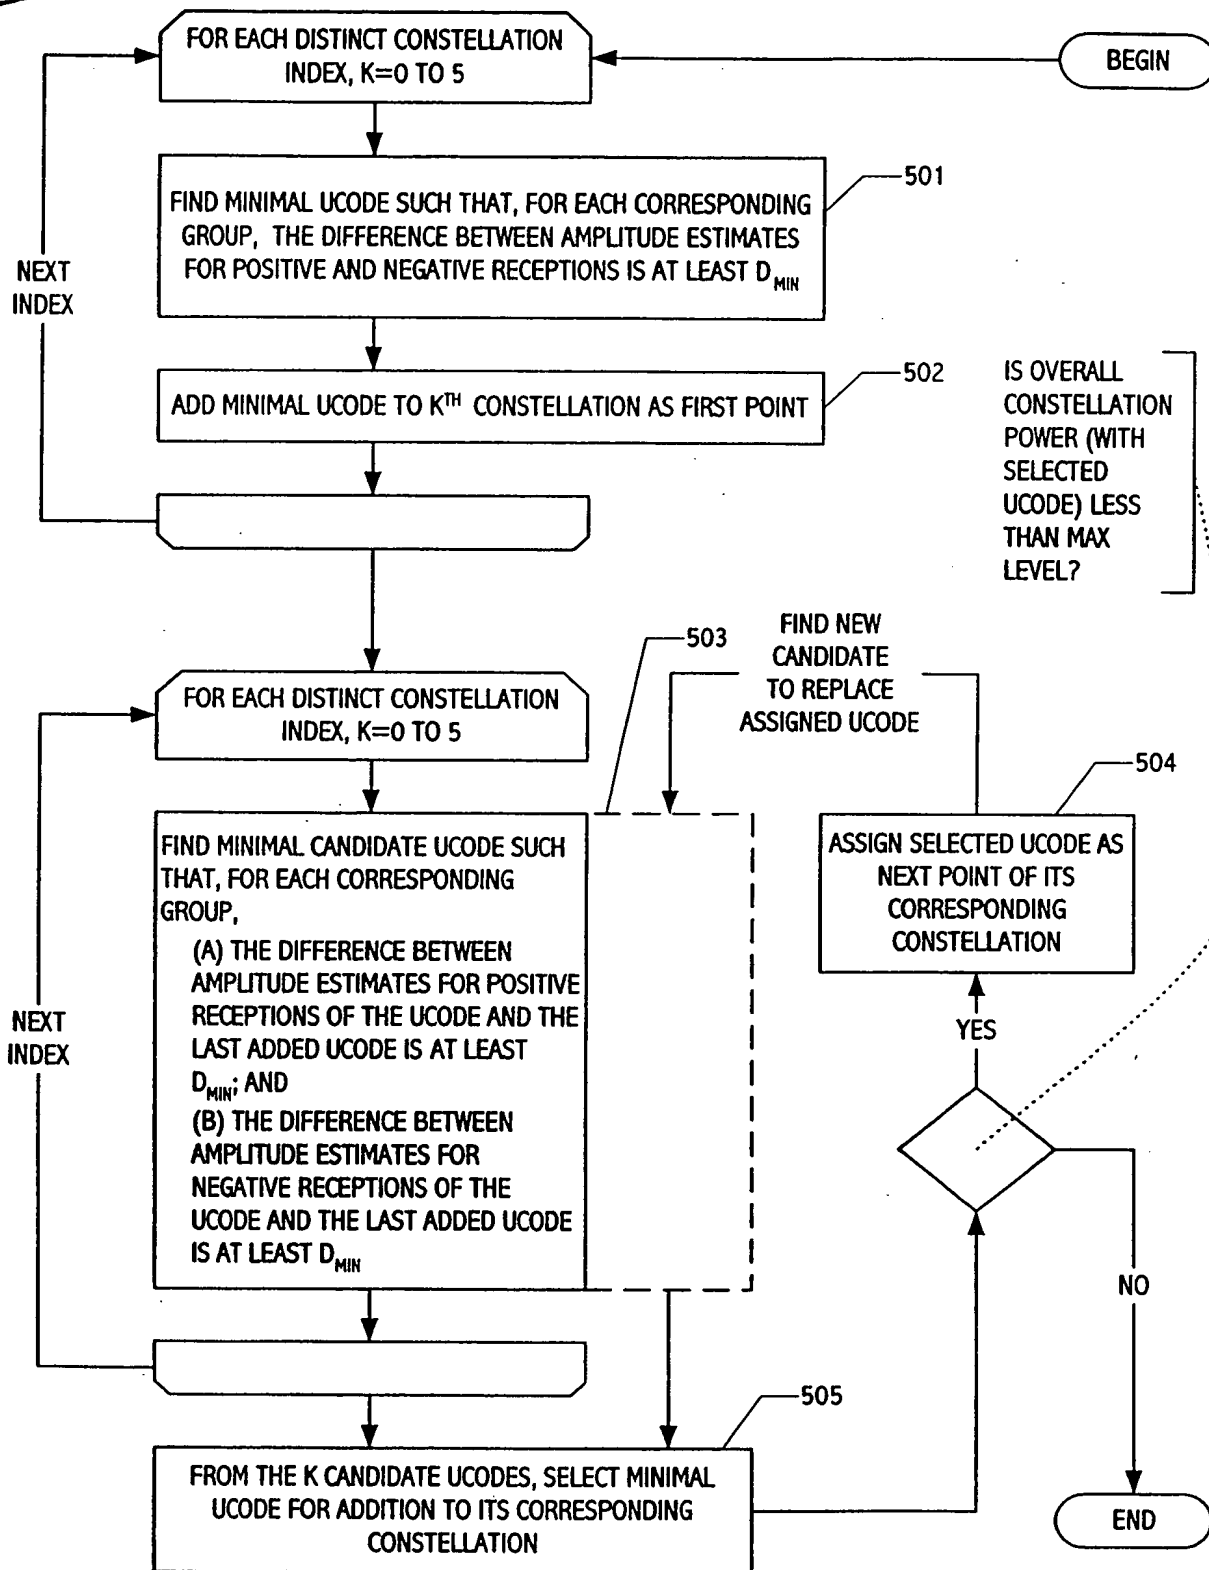 FOR EACH DISTINCT CONSTELLATION
INDEX, K=0 TO 5
BEGIN
501
FIND MINIMAL UCODE SUCH THAT, FOR EACH CORRESPONDING
GROUP, THE DIFFERENCE BETWEEN AMPLITUDE ESTIMATES
FOR POSITIVE AND NEGATIVE RECEPTIONS IS AT LEAST DMIN
NEXT
INDEX
502
ADD MINIMAL UCODE TO KTH CONSTELLATION AS FIRST POINT
IS OVERALL
CONSTELLATION
POWER (WITH
SELECTED
UCODE) LESS
THAN MAX
LEVEL?
503
FIND NEW
CANDIDATE
TO REPLACE
ASSIGNED UCODE
FOR EACH DISTINCT CONSTELLATION
INDEX, K=0 TO 5
504
FIND MINIMAL CANDIDATE UCODE SUCH
THAT, FOR EACH CORRESPONDING
GROUP,
(A) THE DIFFERENCE BETWEEN
AMPLITUDE ESTIMATES FOR POSITIVE
RECEPTIONS OF THE UCODE AND THE
LAST ADDED UCODE IS AT LEAST
DMIN; AND
(B) THE DIFFERENCE BETWEEN
AMPLITUDE ESTIMATES FOR
NEGATIVE RECEPTIONS OF THE
UCODE AND THE LAST ADDED UCODE
IS AT LEAST DMIN
ASSIGN SELECTED UCODE AS
NEXT POINT OF ITS
CORRESPONDING
CONSTELLATION
NEXT
INDEX
YES
NO
505
FROM THE K CANDIDATE UCODES, SELECT MINIMAL
UCODE FOR ADDITION TO ITS CORRESPONDING
CONSTELLATION
END